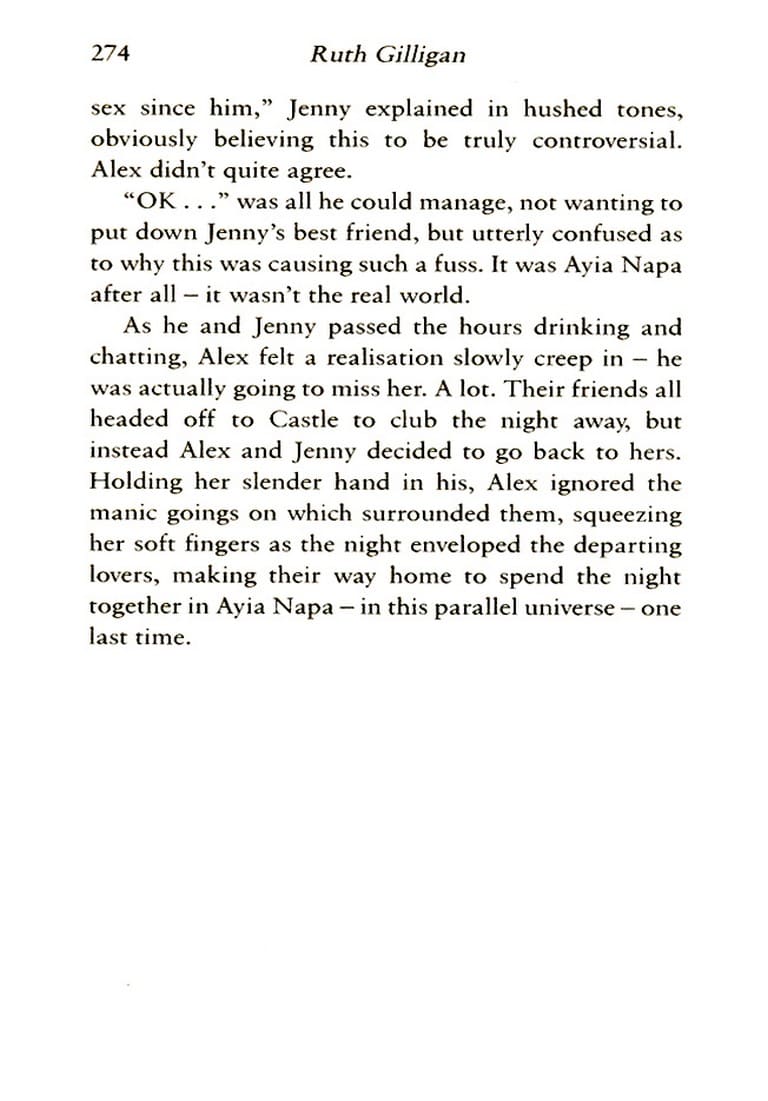 274 Ruth Gilligan
sex since him,” Jenny explained in hushed tones,
obviously believing this to be truly controversial.
Alex didn’t quite agree.
“OK . . .” was all he could manage, not wanting to
put down Jenny’s best friend, but utterly confused as
to why this was causing such a fuss. It was Ayia Napa
after all – it wasn’t the real world.
As he and Jenny passed the hours drinking and
chatting, Alex felt a realisation slowly creep in – he
was actually going to miss her. A lot. Their friends all
headed off to Castle to club the night away, but
instead Alex and Jenny decided to go back to hers.
Holding her slender hand in his, Alex ignored the
manic goings on which surrounded them, squeezing
her soft fingers as the night enveloped the departing
lovers, making their way home to spend the night
together in Ayia Napa – in this parallel universe – one
last time.